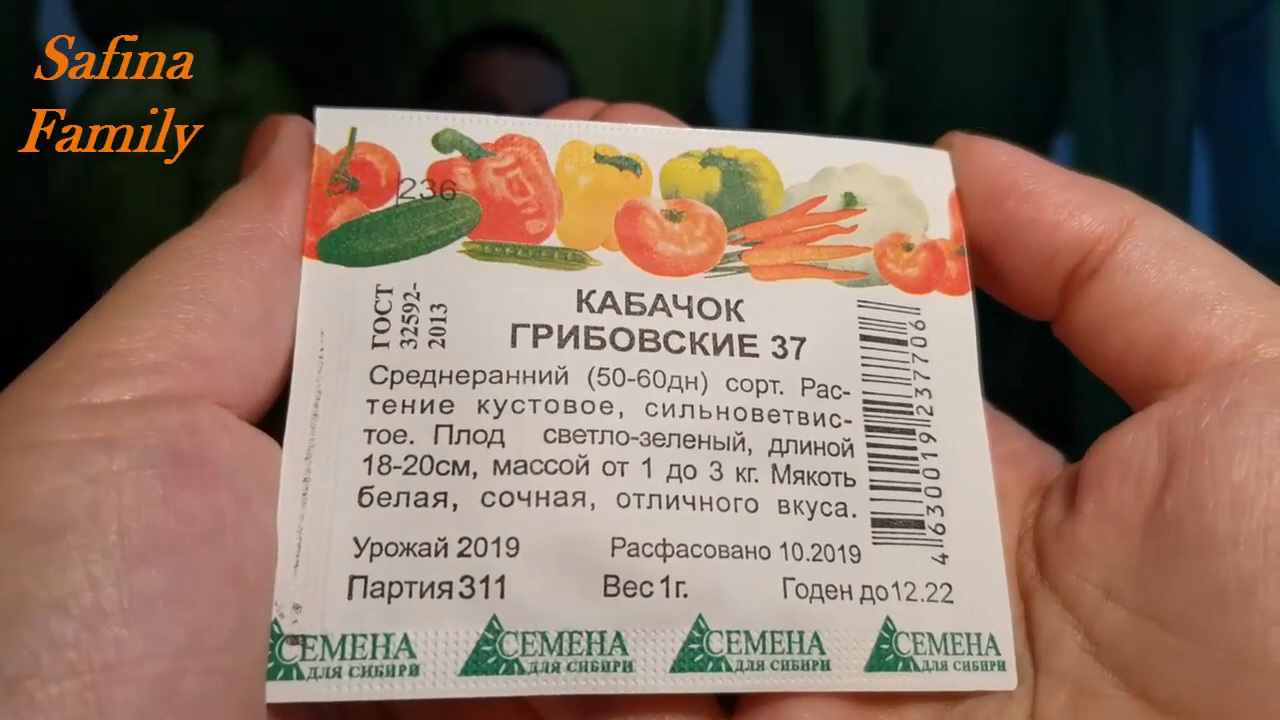 Safina
Family
236
ГОСТ
32592-
2013
КАБАЧОК
ГРИБОВСКИЕ 37
Среднеранний (50-60дн) сорт. Рас-
тение кустовое, сильноветвис-
тое. Плод светло-зеленый, длиной
18-20см, массой от 1 до 3 кг. Мякоть
белая, сочная, отличного вкуса.
4 630019 237706
Урожай 2019 Расфасовано 10.2019
Партия 311 Вес 1г. Годен до 12.22
СЕМЕНА СЕМЕНА СЕМЕНА СЕМЕНА
ДЛЯ СИБИРИ ДЛЯ СИБИРИ ДЛЯ СИБИРИ ДЛЯ СИБИРИ